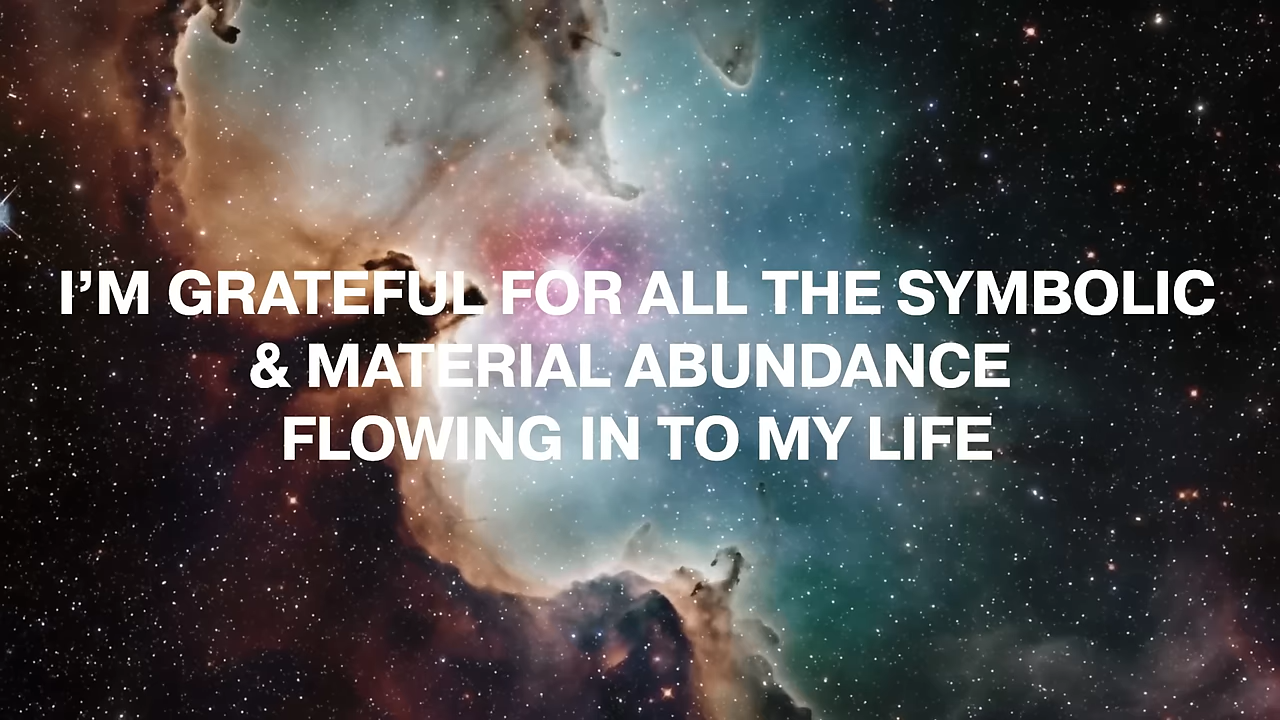 I’M GRATEFUL FOR ALL THE SYMBOLIC
& MATERIAL ABUNDANCE
FLOWING IN TO MY LIFE